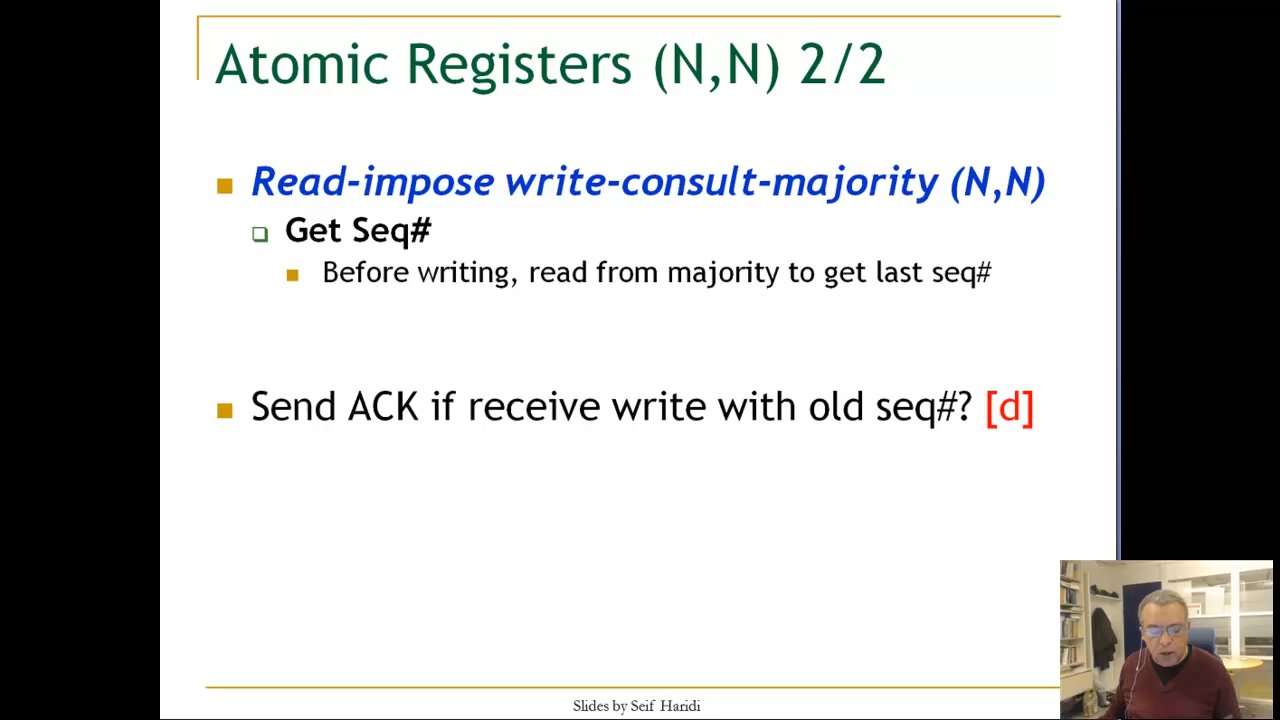 Atomic Registers (N,N) 2/2
Read-impose write-consult-majority (N,N)
Get Seq#
Before writing, read from majority to get last seq#
Send ACK if receive write with old seq#? [d]
Slides by Seif Haridi